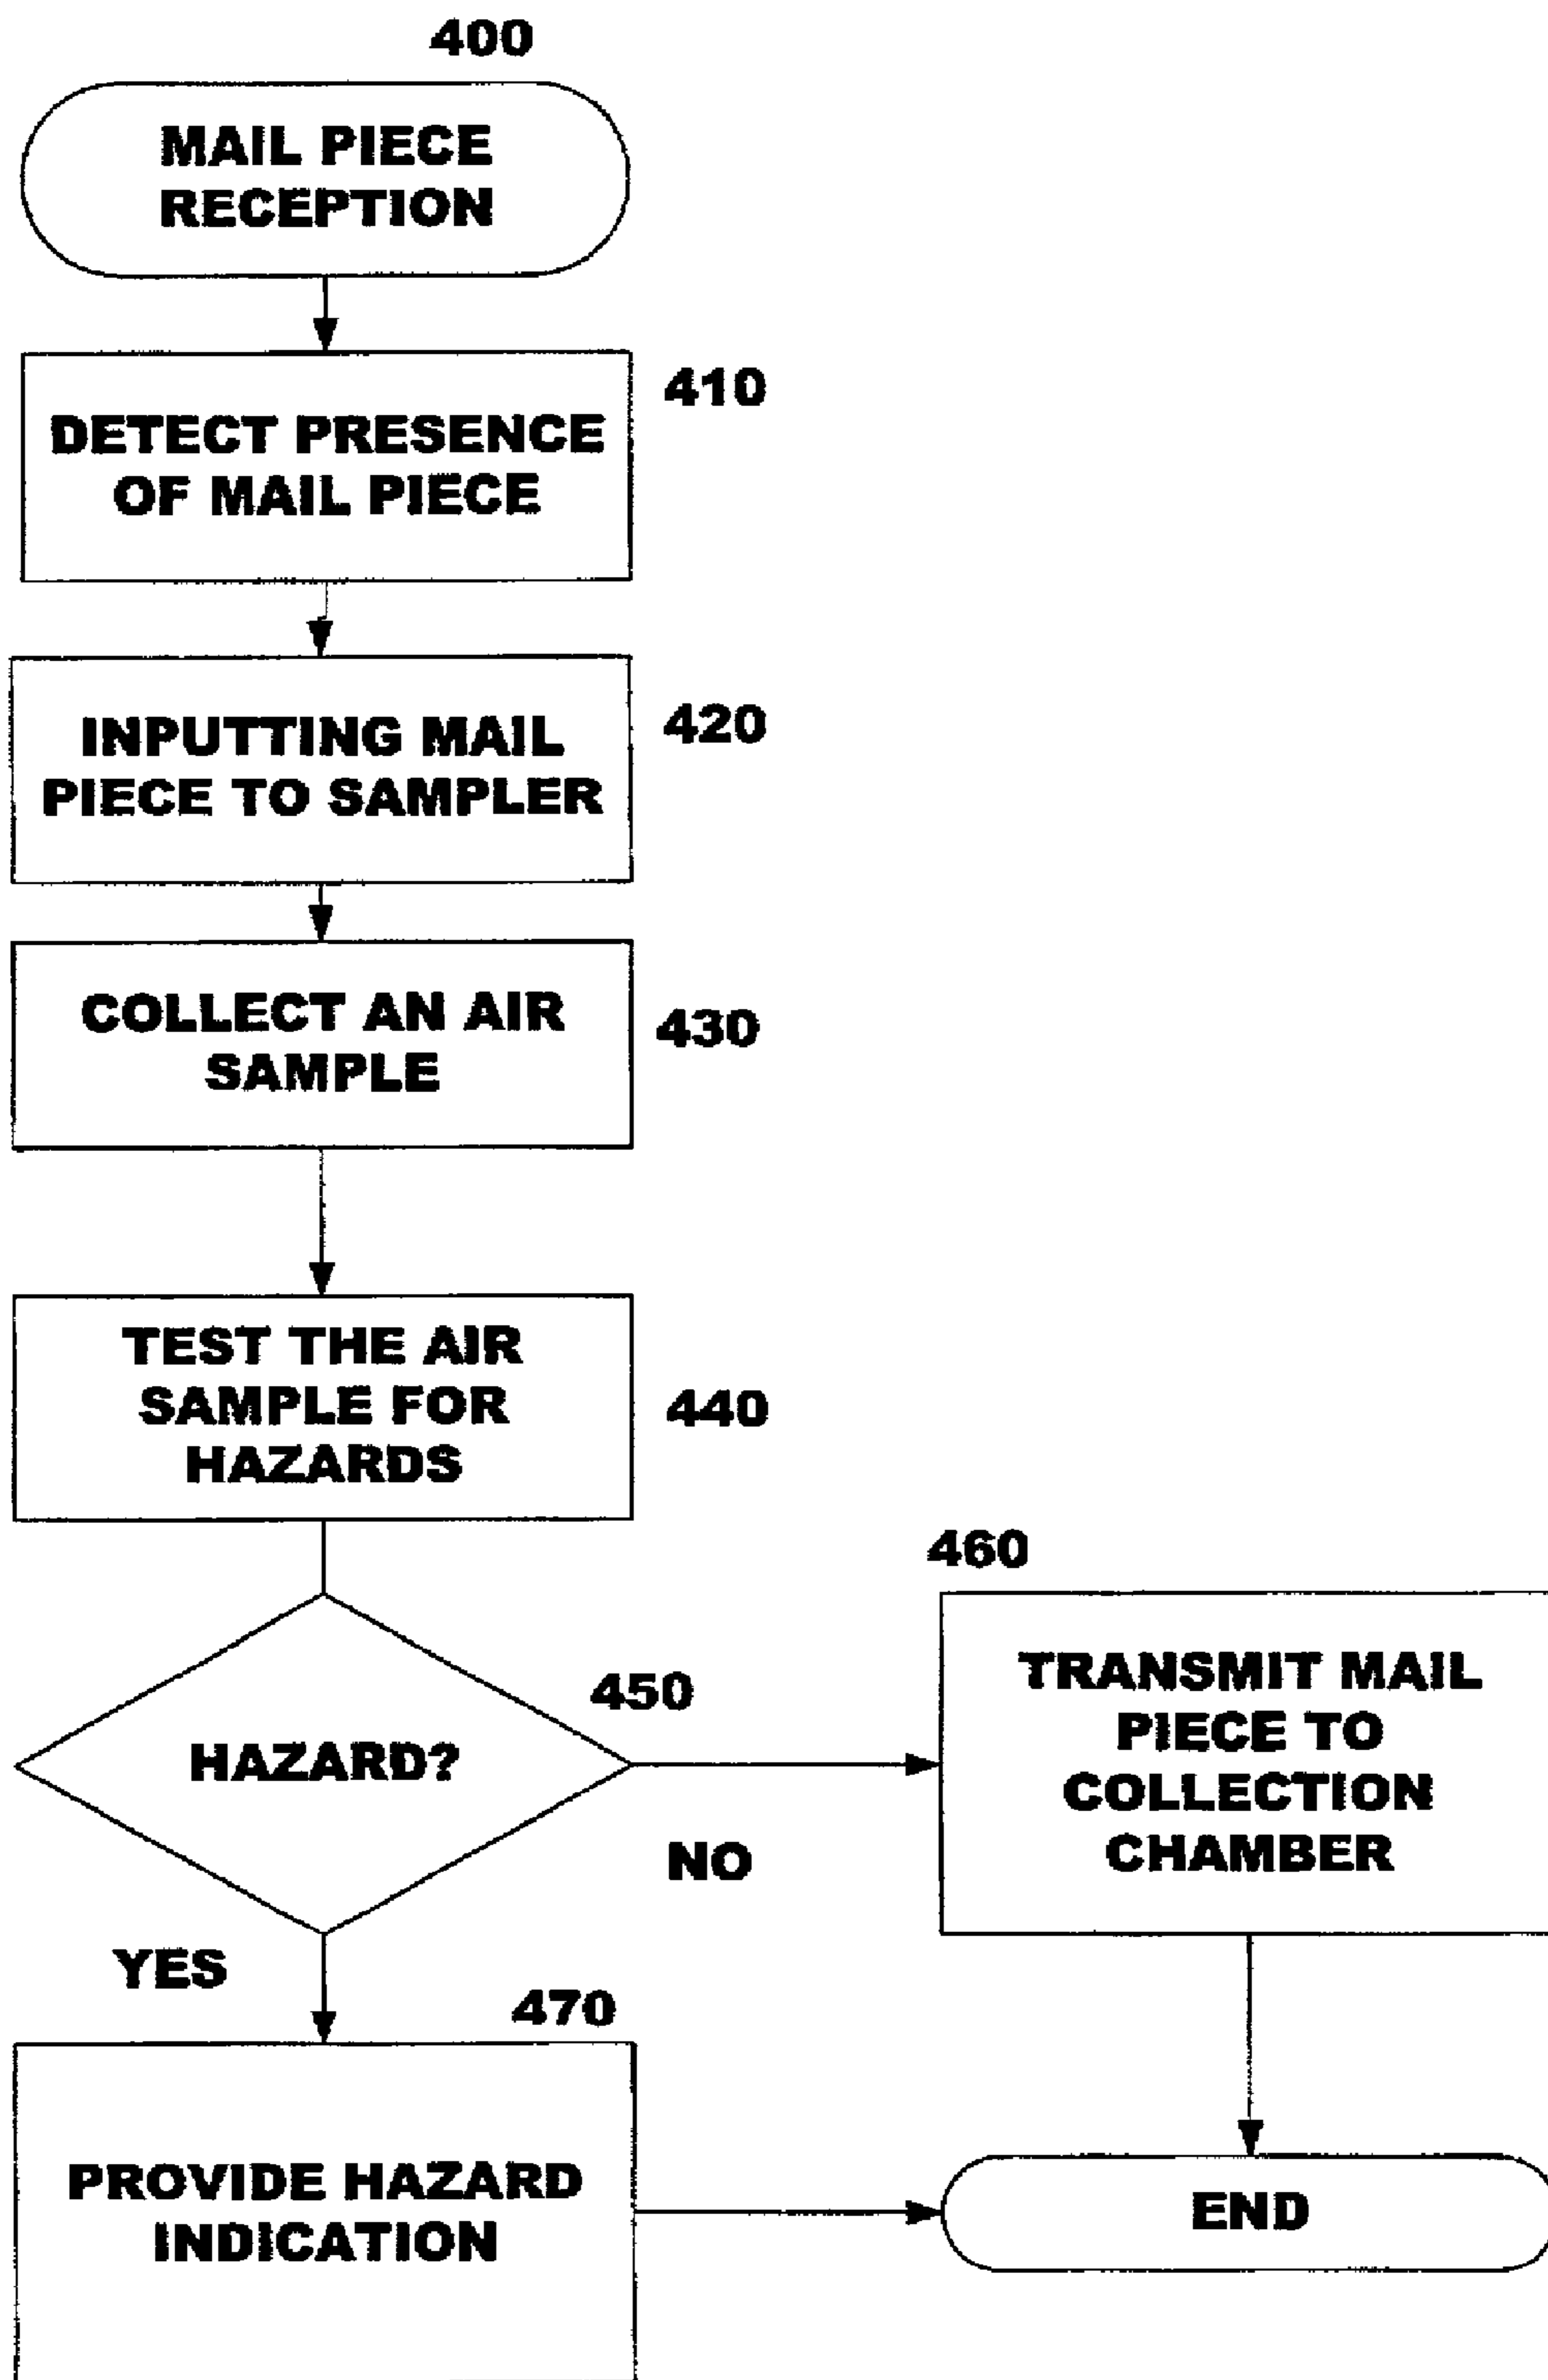 400
MAIL PIECE
RECEPTION
410
DETECT PRESENCE
OF MAIL PIECE
420
INPUTTING MAIL
PIECE TO SAMPLER
430
COLLECT AN AIR
SAMPLE
440
TEST THE AIR
SAMPLE FOR
HAZARDS
450
HAZARD?
NO
460
TRANSMIT MAIL
PIECE TO
COLLECTION
CHAMBER
YES
470
PROVIDE HAZARD
INDICATION
END